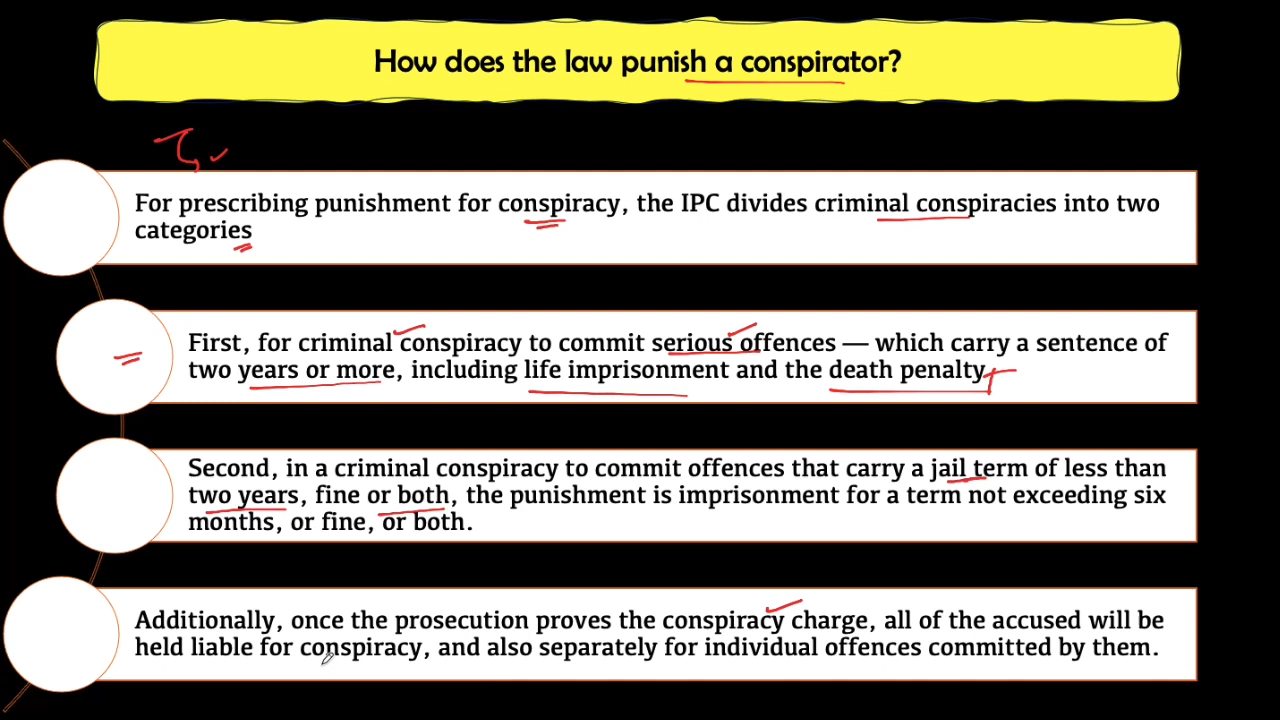 How does the law punish a conspirator?
For prescribing punishment for conspiracy, the IPC divides criminal conspiracies into two
categories
First, for criminal conspiracy to commit serious offences — which carry a sentence of
two years or more, including life imprisonment and the death penalty
Second, in a criminal conspiracy to commit offences that carry a jail term of less than
two years, fine or both, the punishment is imprisonment for a term not exceeding six
months, or fine, or both.
Additionally, once the prosecution proves the conspiracy charge, all of the accused will be
held liable for conspiracy, and also separately for individual offences committed by them.